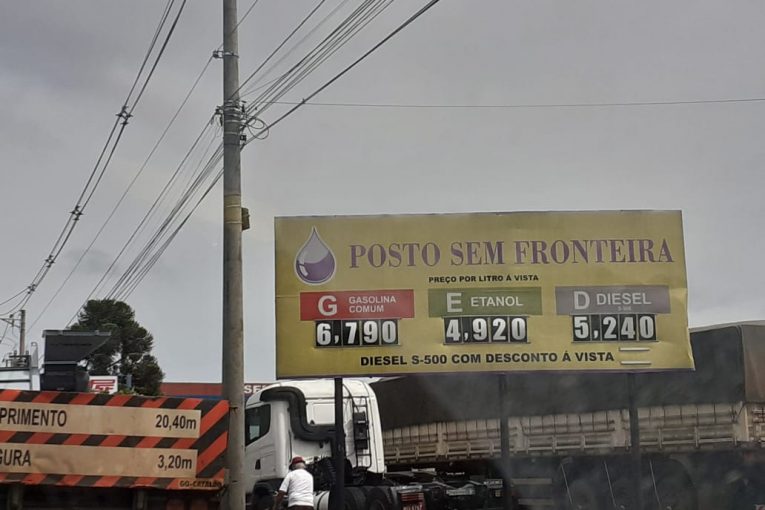 POSTO SEM FRONTEIRA
PREÇO POR LITRO Á VISTA
G GASOLINA COMUM
6,790
E ETANOL
4,920
D DIESEL
5,240
DIESEL S-500 COM DESCONTO Á VISTA
PRIMENTO 20,40m
GURA 3,20m